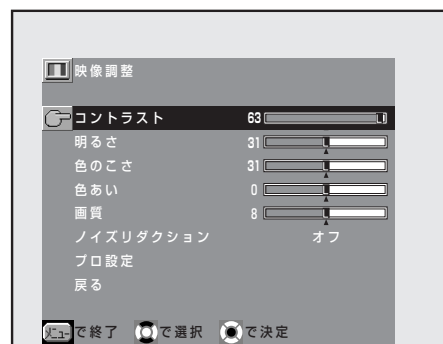 映像調整
コントラスト 63
明るさ 31
色のこさ 31
色あい 0
画質 8
ノイズリダクション オフ
プロ設定
戻る
メニューで終了 で選択 で決定